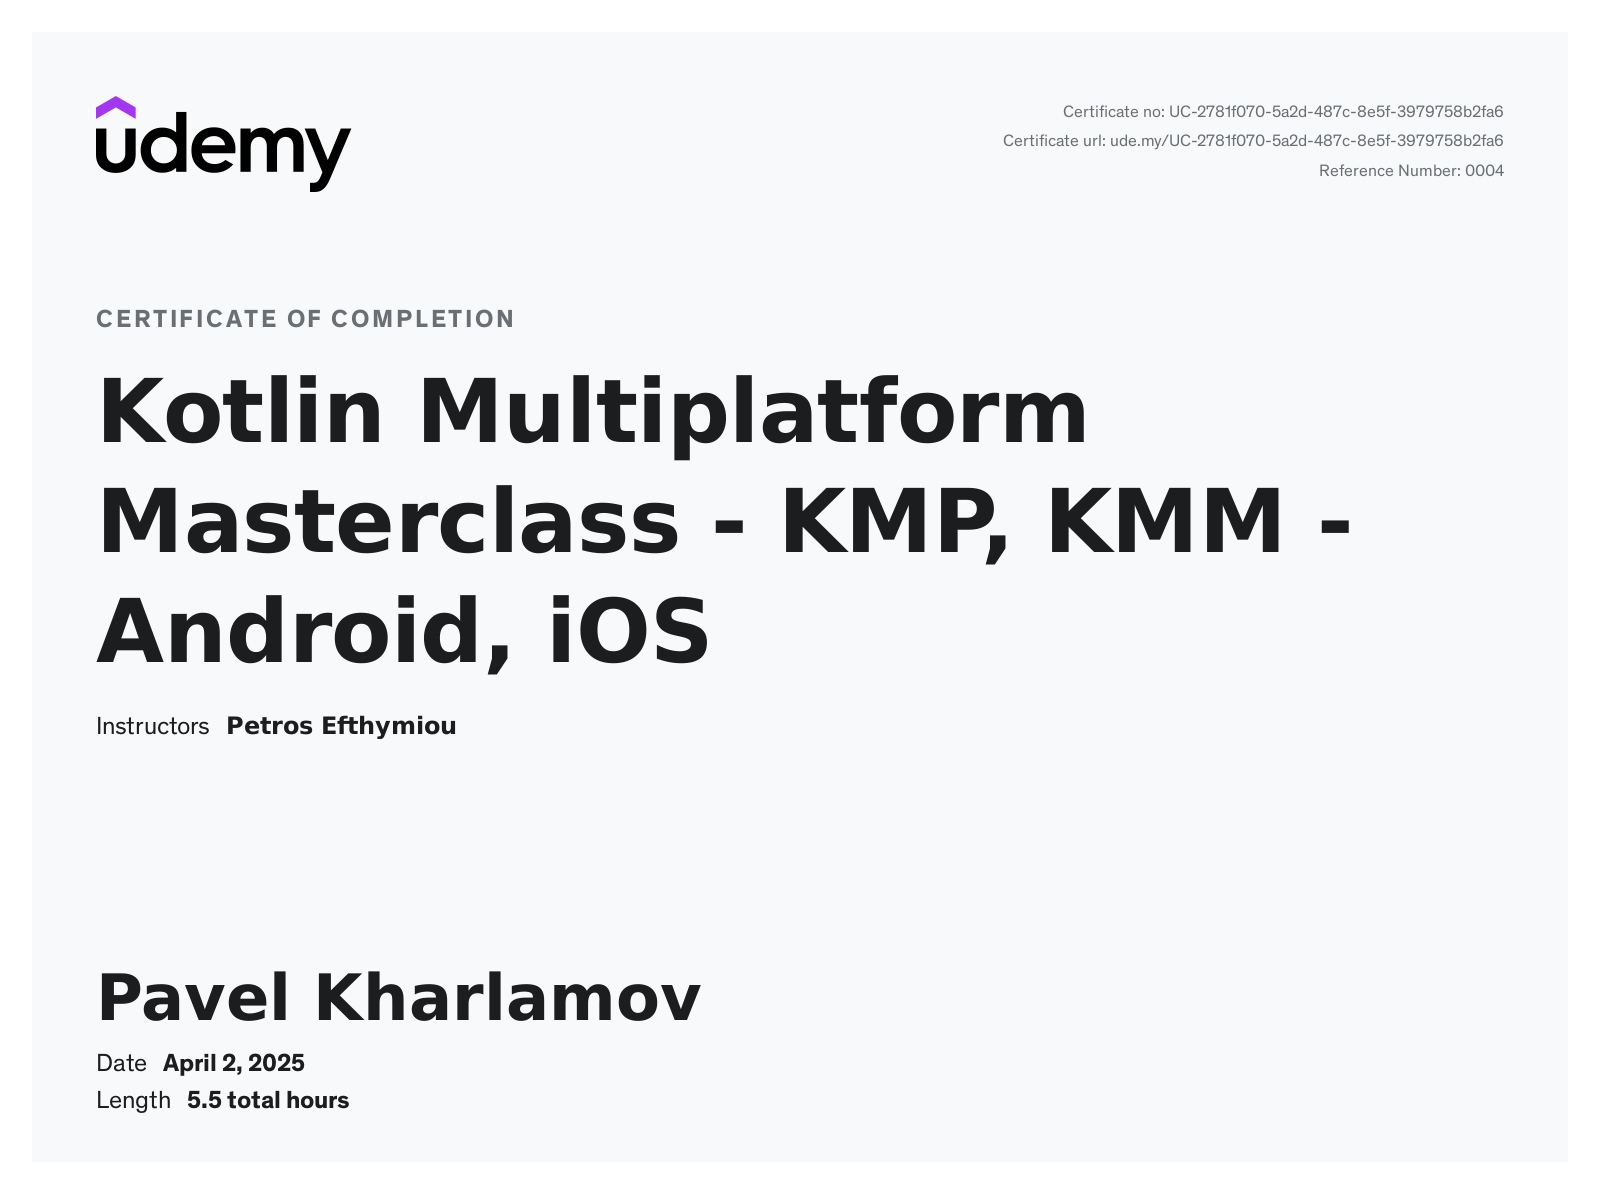 udemy
Certificate no: UC-2781f070-5a2d-487c-8e5f-3979758b2fa6
Certificate url: ude.my/UC-2781f070-5a2d-487c-8e5f-3979758b2fa6
Reference Number: 0004
CERTIFICATE OF COMPLETION
Kotlin Multiplatform
Masterclass - KMP, KMM -
Android, iOS
Instructors Petros Efthymiou
Pavel Kharlamov
Date April 2, 2025
Length 5.5 total hours